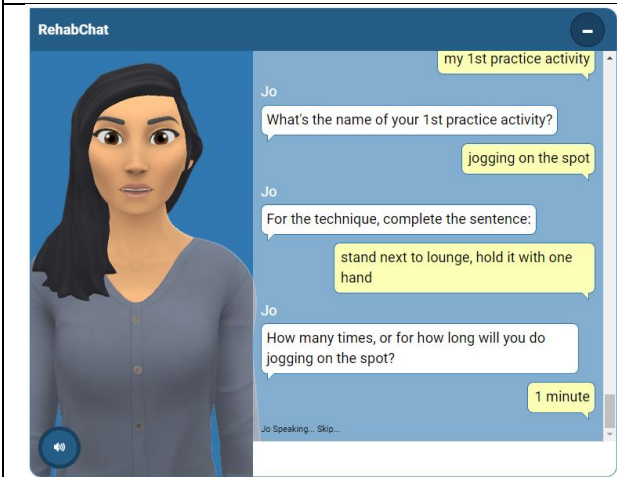 RehabChat
my 1st practice activity
Jo
What's the name of your 1st practice activity?
jogging on the spot
Jo
For the technique, complete the sentence:
stand next to lounge, hold it with one
hand
Jo
How many times, or for how long will you do
jogging on the spot?
1 minute
Jo Speaking... Skip...